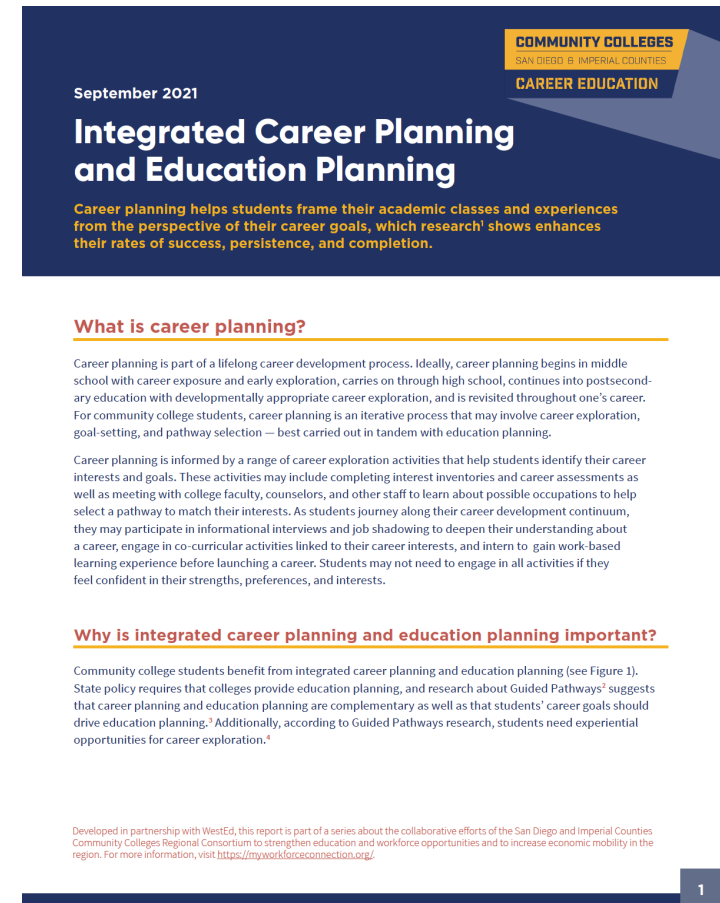 COMMUNITY COLLEGES
SAN DIEGO & IMPERIAL COUNTIES
CAREER EDUCATION
September 2021
Integrated Career Planning
and Education Planning
Career planning helps students frame their academic classes and experiences
from the perspective of their career goals, which research¹ shows enhances
their rates of success, persistence, and completion.
What is career planning?
Career planning is part of a lifelong career development process. Ideally, career planning begins in middle
school with career exposure and early exploration, carries on through high school, continues into postsecond-
ary education with developmentally appropriate career exploration, and is revisited throughout one's career.
For community college students, career planning is an iterative process that may involve career exploration,
goal-setting, and pathway selection — best carried out in tandem with education planning.
Career planning is informed by a range of career exploration activities that help students identify their career
interests and goals. These activities may include completing interest inventories and career assessments as
well as meeting with college faculty, counselors, and other staff to learn about possible occupations to help
select a pathway to match their interests. As students journey along their career development continuum,
they may participate in informational interviews and job shadowing to deepen their understanding about
a career, engage in co-curricular activities linked to their career interests, and intern to gain work-based
learning experience before launching a career. Students may not need to engage in all activities if they
feel confident in their strengths, preferences, and interests.
Why is integrated career planning and education planning important?
Community college students benefit from integrated career planning and education planning (see Figure 1).
State policy requires that colleges provide education planning, and research about Guided Pathways² suggests
that career planning and education planning are complementary as well as that students' career goals should
drive education planning.³ Additionally, according to Guided Pathways research, students need experiential
opportunities for career exploration.⁴
Developed in partnership with WestEd, this report is part of a series about the collaborative efforts of the San Diego and Imperial Counties
Community Colleges Regional Consortium to strengthen education and workforce opportunities and to increase economic mobility in the
region. For more information, visit https://myworkforceconnection.org/.
1